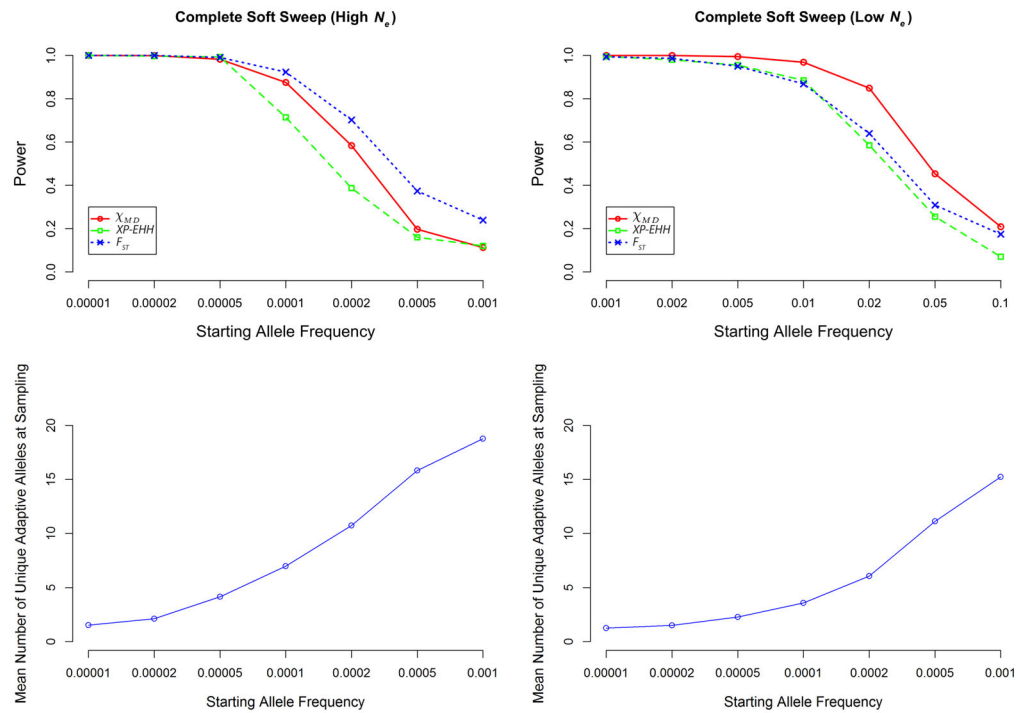 Complete Soft Sweep (High Ne)
Power
1.0
0.8
0.6
0.4
0.2
0.0
χMD
XP-EHH
FST
0.00001 0.00002 0.00005 0.0001 0.0002 0.0005 0.001
Starting Allele Frequency
Complete Soft Sweep (Low Ne)
Power
1.0
0.8
0.6
0.4
0.2
0.0
χMD
XP-EHH
FST
0.001 0.002 0.005 0.01 0.02 0.05 0.1
Starting Allele Frequency
Mean Number of Unique Adaptive Alleles at Sampling
20
15
10
5
0
0.00001 0.00002 0.00005 0.0001 0.0002 0.0005 0.001
Starting Allele Frequency
Mean Number of Unique Adaptive Alleles at Sampling
20
15
10
5
0
0.00001 0.00002 0.00005 0.0001 0.0002 0.0005 0.001
Starting Allele Frequency